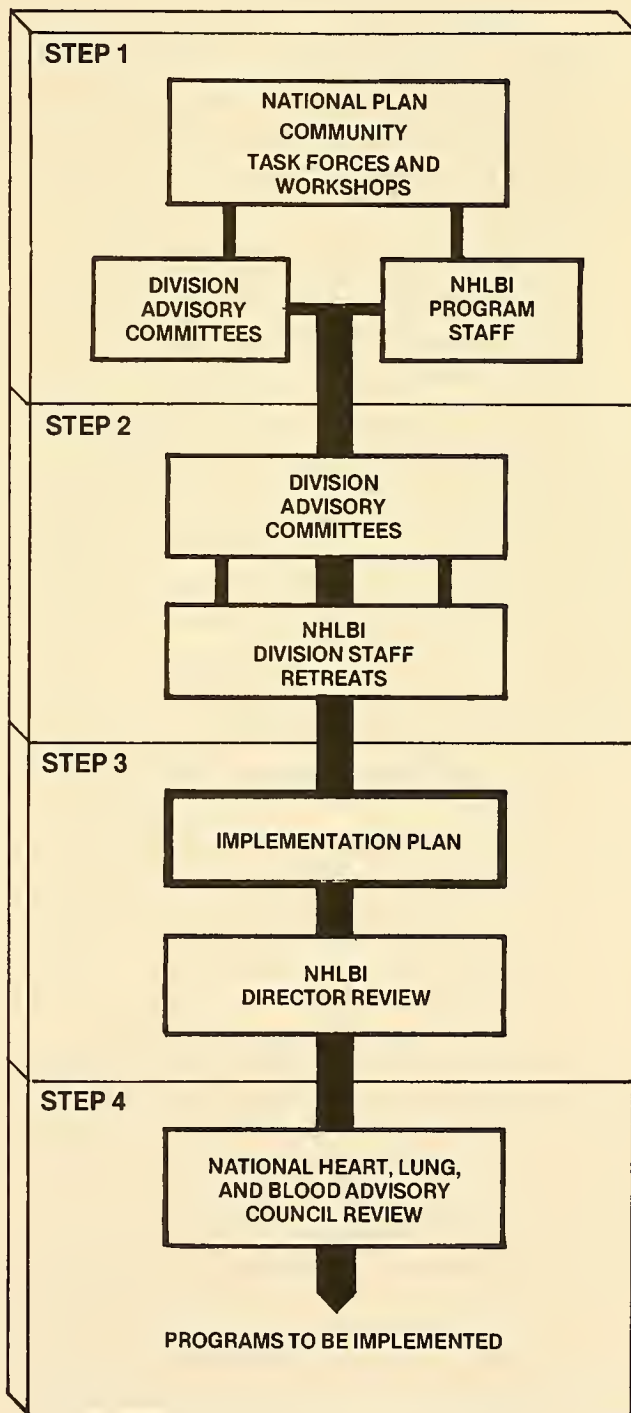 STEP 1
NATIONAL PLAN
COMMUNITY
TASK FORCES AND
WORKSHOPS
DIVISION
ADVISORY
COMMITTEES
NHLBI
PROGRAM
STAFF
STEP 2
DIVISION
ADVISORY
COMMITTEES
NHLBI
DIVISION STAFF
RETREATS
STEP 3
IMPLEMENTATION PLAN
NHLBI
DIRECTOR REVIEW
STEP 4
NATIONAL HEART, LUNG,
AND BLOOD ADVISORY
COUNCIL REVIEW
PROGRAMS TO BE IMPLEMENTED